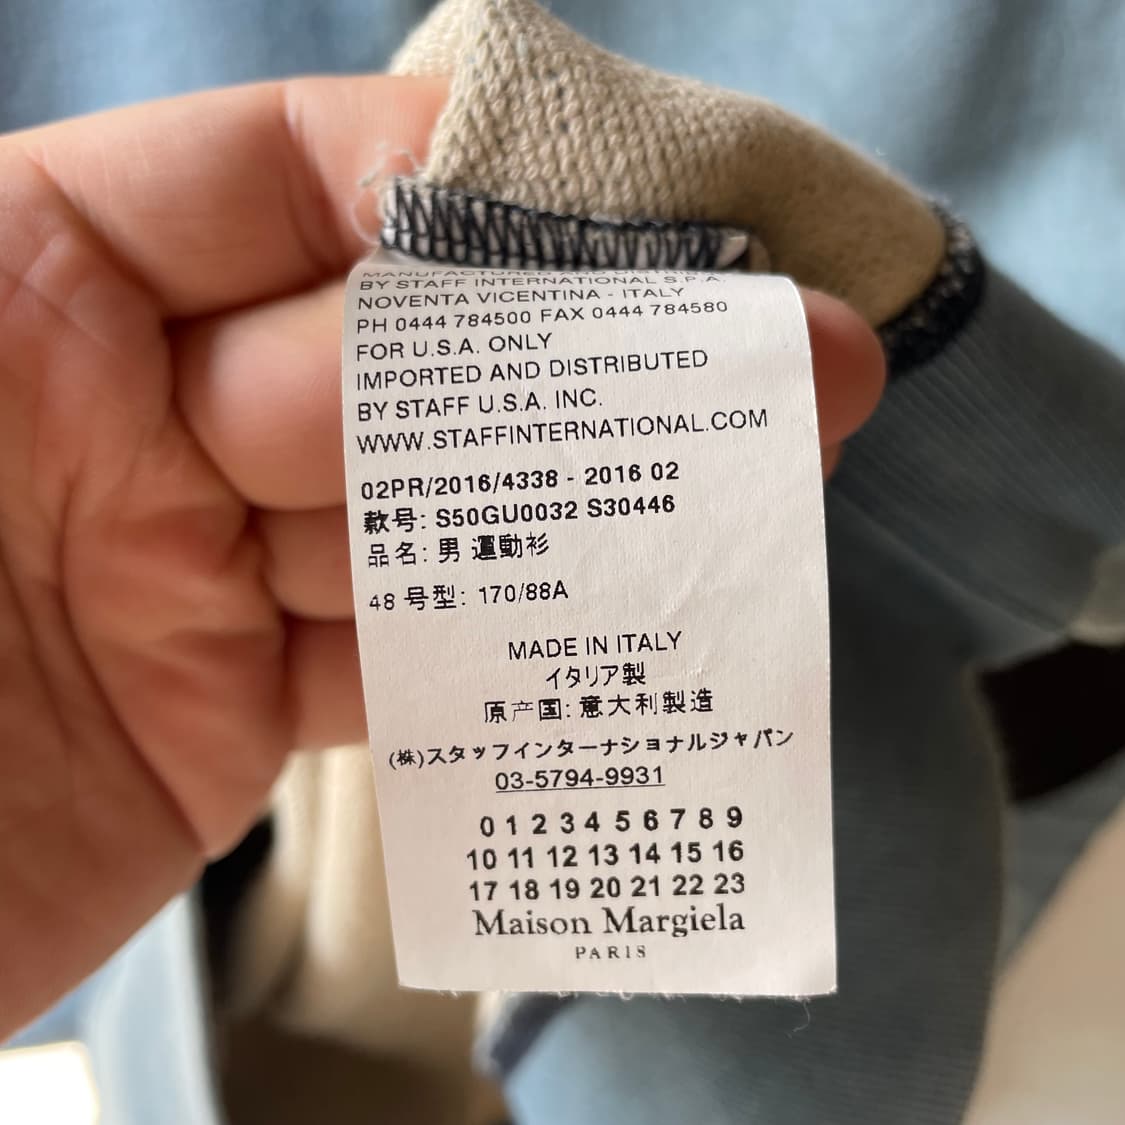 MANUFACTURED AND DISTRIB
BY STAFF INTERNATIONAL S.P.A.
NOVENTA VICENTINA - ITALY
PH 0444 784500 FAX 0444 784580
FOR U.S.A. ONLY
IMPORTED AND DISTRIBUTED
BY STAFF U.S.A. INC.
WWW.STAFFINTERNATIONAL.COM
02PR/2016/4338 - 2016 02
款号: S50GU0032 S30446
品名: 男 運動衫
48 号型: 170/88A
MADE IN ITALY
イタリア製
原产国: 意大利製造
(株)スタッフインターナショナルジャパン
03-5794-9931
0 1 2 3 4 5 6 7 8 9
10 11 12 13 14 15 16
17 18 19 20 21 22 23
Maison Margiela
PARIS